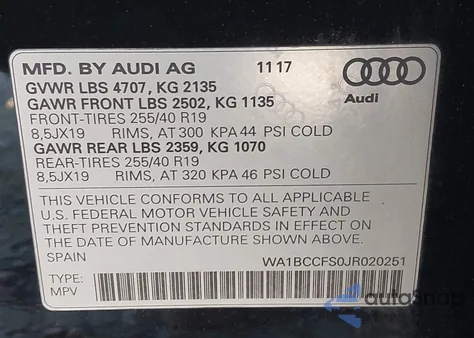 MFD. BY AUDI AG 11 17
GVWR LBS 4707, KG 2135
GAWR FRONT LBS 2502, KG 1135
FRONT-TIRES 255/40 R19
8,5JX19 RIMS, AT 300 KPA 44 PSI COLD
GAWR REAR LBS 2359, KG 1070
REAR-TIRES 255/40 R19
8,5JX19 RIMS, AT 320 KPA 46 PSI COLD
Audi
THIS VEHICLE CONFORMS TO ALL APPLICABLE
U.S. FEDERAL MOTOR VEHICLE SAFETY AND
THEFT PREVENTION STANDARDS IN EFFECT
ON THE DATE OF MANUFACTURE SHOWN ABOVE.
SPAIN WA1BCCFS0JR020251
TYPE:
MPV
autoSnap